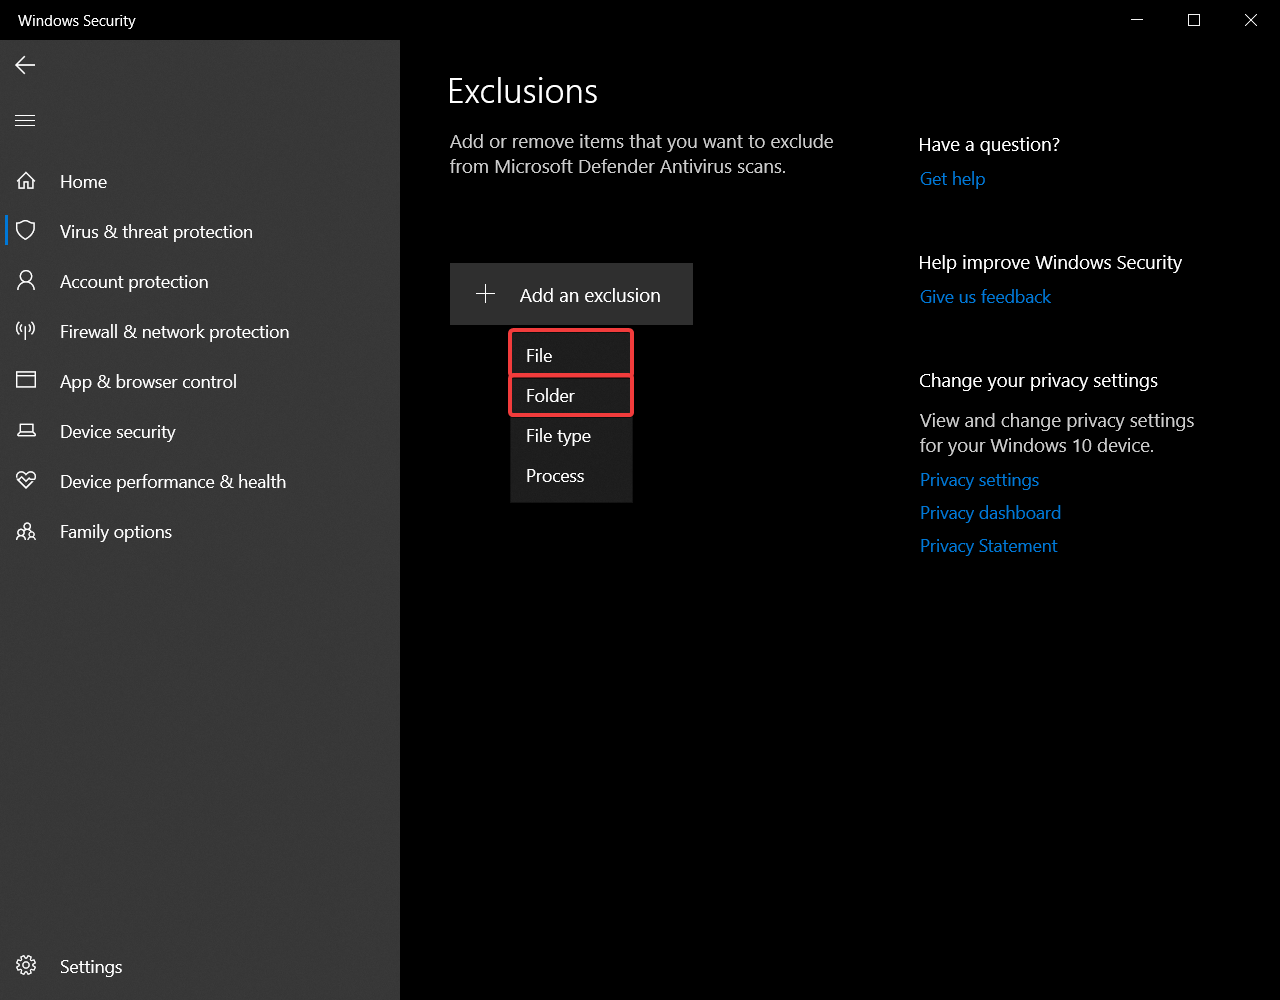 Windows Security
Home
Virus & threat protection
Account protection
Firewall & network protection
App & browser control
Device security
Device performance & health
Family options
Settings
Exclusions
Add or remove items that you want to exclude
from Microsoft Defender Antivirus scans.
Add an exclusion
File
Folder
File type
Process
Have a question?
Get help
Help improve Windows Security
Give us feedback
Change your privacy settings
View and change privacy settings
for your Windows 10 device.
Privacy settings
Privacy dashboard
Privacy Statement